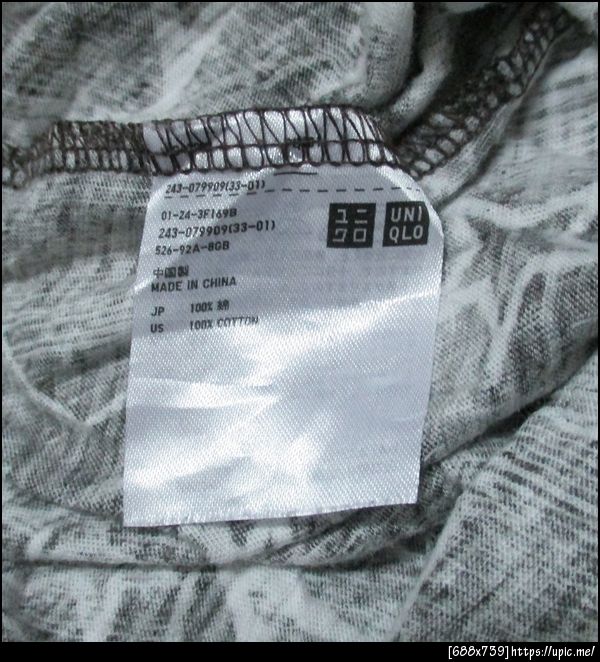 243-079909(33-01)
01-24-3F169B
243-079909(33-01)
526-92A-8GB
ユニ
クロ
UNI
QLO
中国製
MADE IN CHINA
JP 100% 綿
US 100% COTTON
[688x739]https://upic.me/